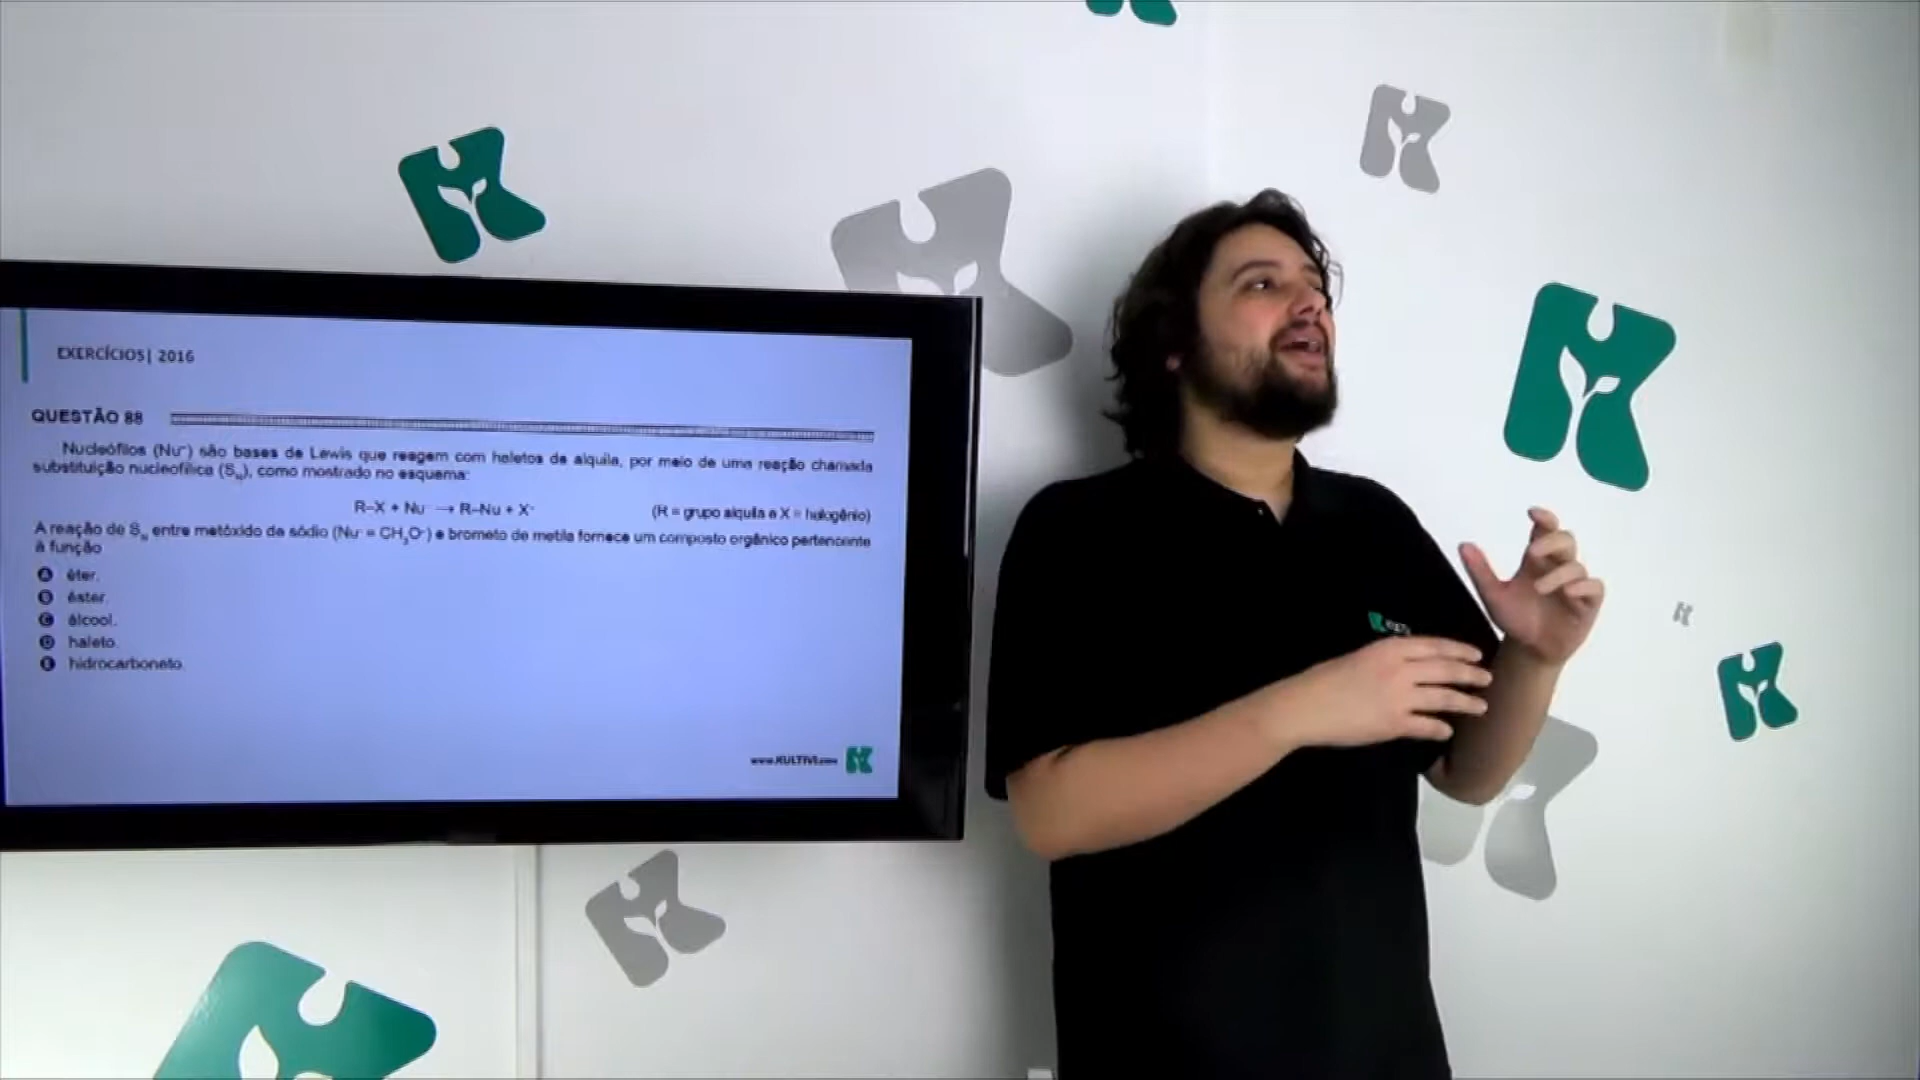 EXERCÍCIOS| 2016
QUESTÃO 88
Nucleófilos (Nu⁻) são bases de Lewis que reagem com haletos de alquila, por meio de uma reação chamada
substituição nucleofílica (Sₙ), como mostrado no esquema:
R–X + Nu⁻ → R–Nu + X⁻ (R = grupo alquila e X = halogênio)
A reação de Sₙ entre metóxido de sódio (Nu⁻ = CH₃O⁻) e brometo de metila fornece um composto orgânico pertencente
à função
A éter.
B éster.
C álcool.
D haleto.
E hidrocarboneto.
www.KULTIVI.com